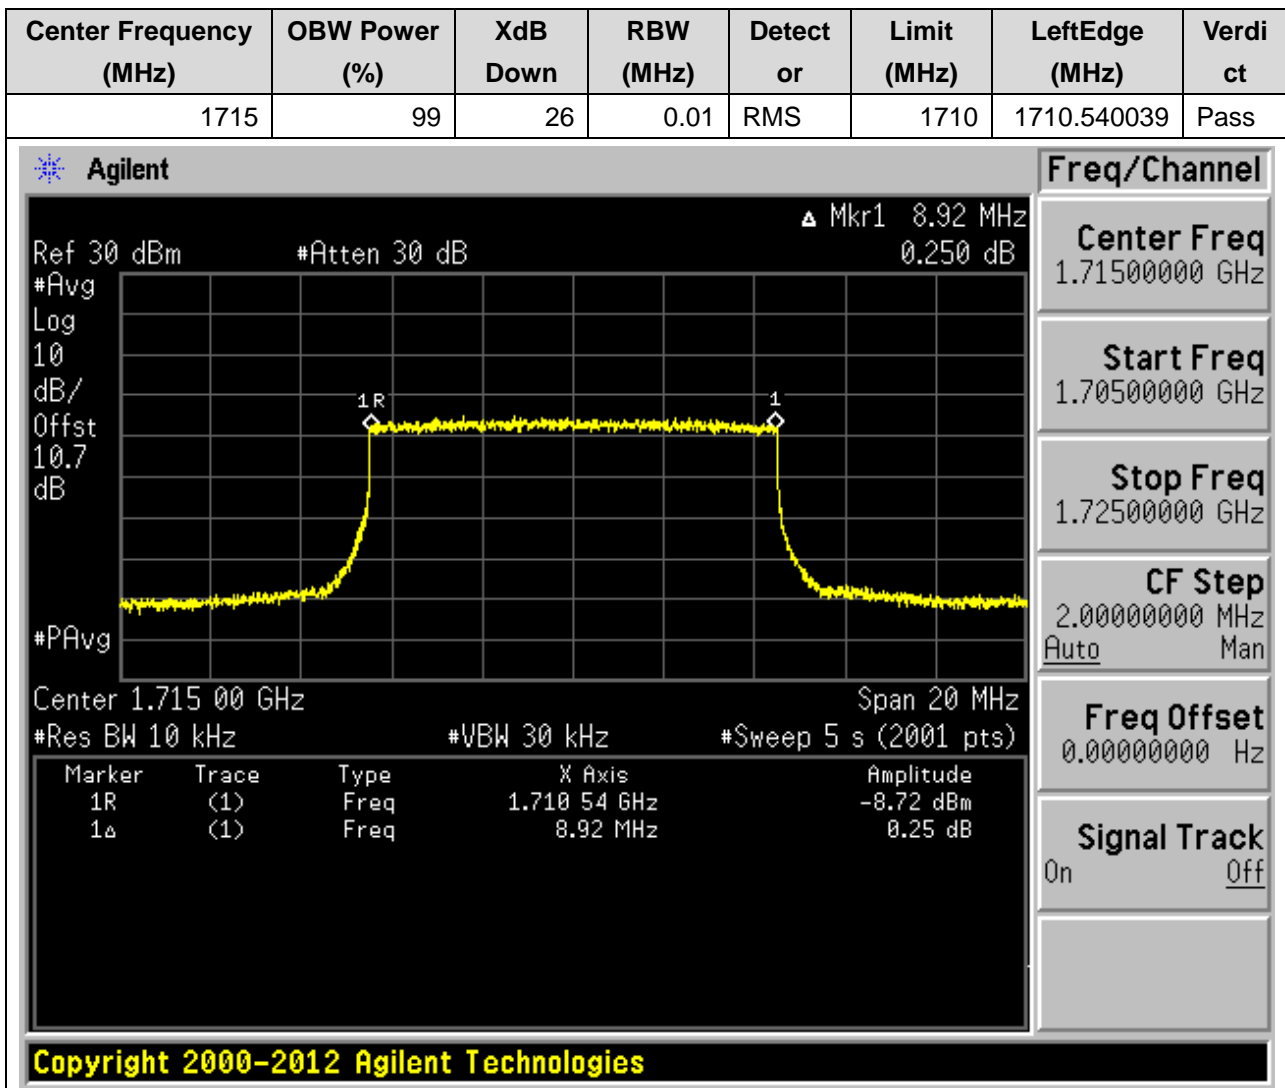 Center Frequency (MHz) OBW Power (%) XdB Down RBW (MHz) Detect or Limit (MHz) LeftEdge (MHz) Verdi ct
1715 99 26 0.01 RMS 1710 1710.540039 Pass
Agilent
Freq/Channel
Δ Mkr1 8.92 MHz
Ref 30 dBm #Atten 30 dB 0.250 dB
#Avg
Log
10
dB/
Offst
10.7
dB
1R
1
#PAvg
Center 1.715 00 GHz Span 20 MHz
#Res BW 10 kHz #VBW 30 kHz #Sweep 5 s (2001 pts)
Marker Trace Type X Axis Amplitude
1R (1) Freq 1.710 54 GHz -8.72 dBm
1Δ (1) Freq 8.92 MHz 0.25 dB
Center Freq
1.71500000 GHz
Start Freq
1.70500000 GHz
Stop Freq
1.72500000 GHz
CF Step
2.00000000 MHz
Auto Man
Freq Offset
0.00000000 Hz
Signal Track
On Off
Copyright 2000-2012 Agilent Technologies